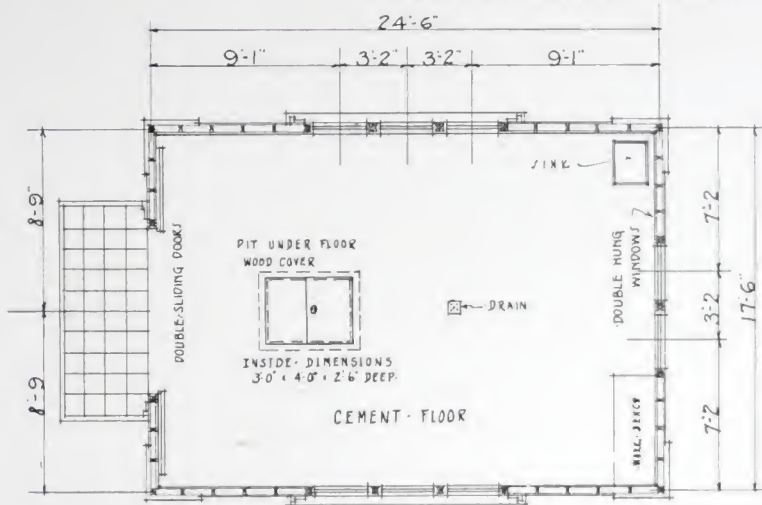 24'-6"
9'-1" 3'-2" 3'-2" 9'-1"
8'-9"
8'-9
DOUBLE-SLIDING DOORS
PIT UNDER FLOOR
WOOD COVER
INSIDE-DIMENSIONS
3'-0" × 4'-0" × 2'-6" DEEP.
CEMENT-FLOOR
DRAIN
SINK
DOUBLE HUNG
WINDOWS
7'-2
3'-2
7'-2
17'-6"